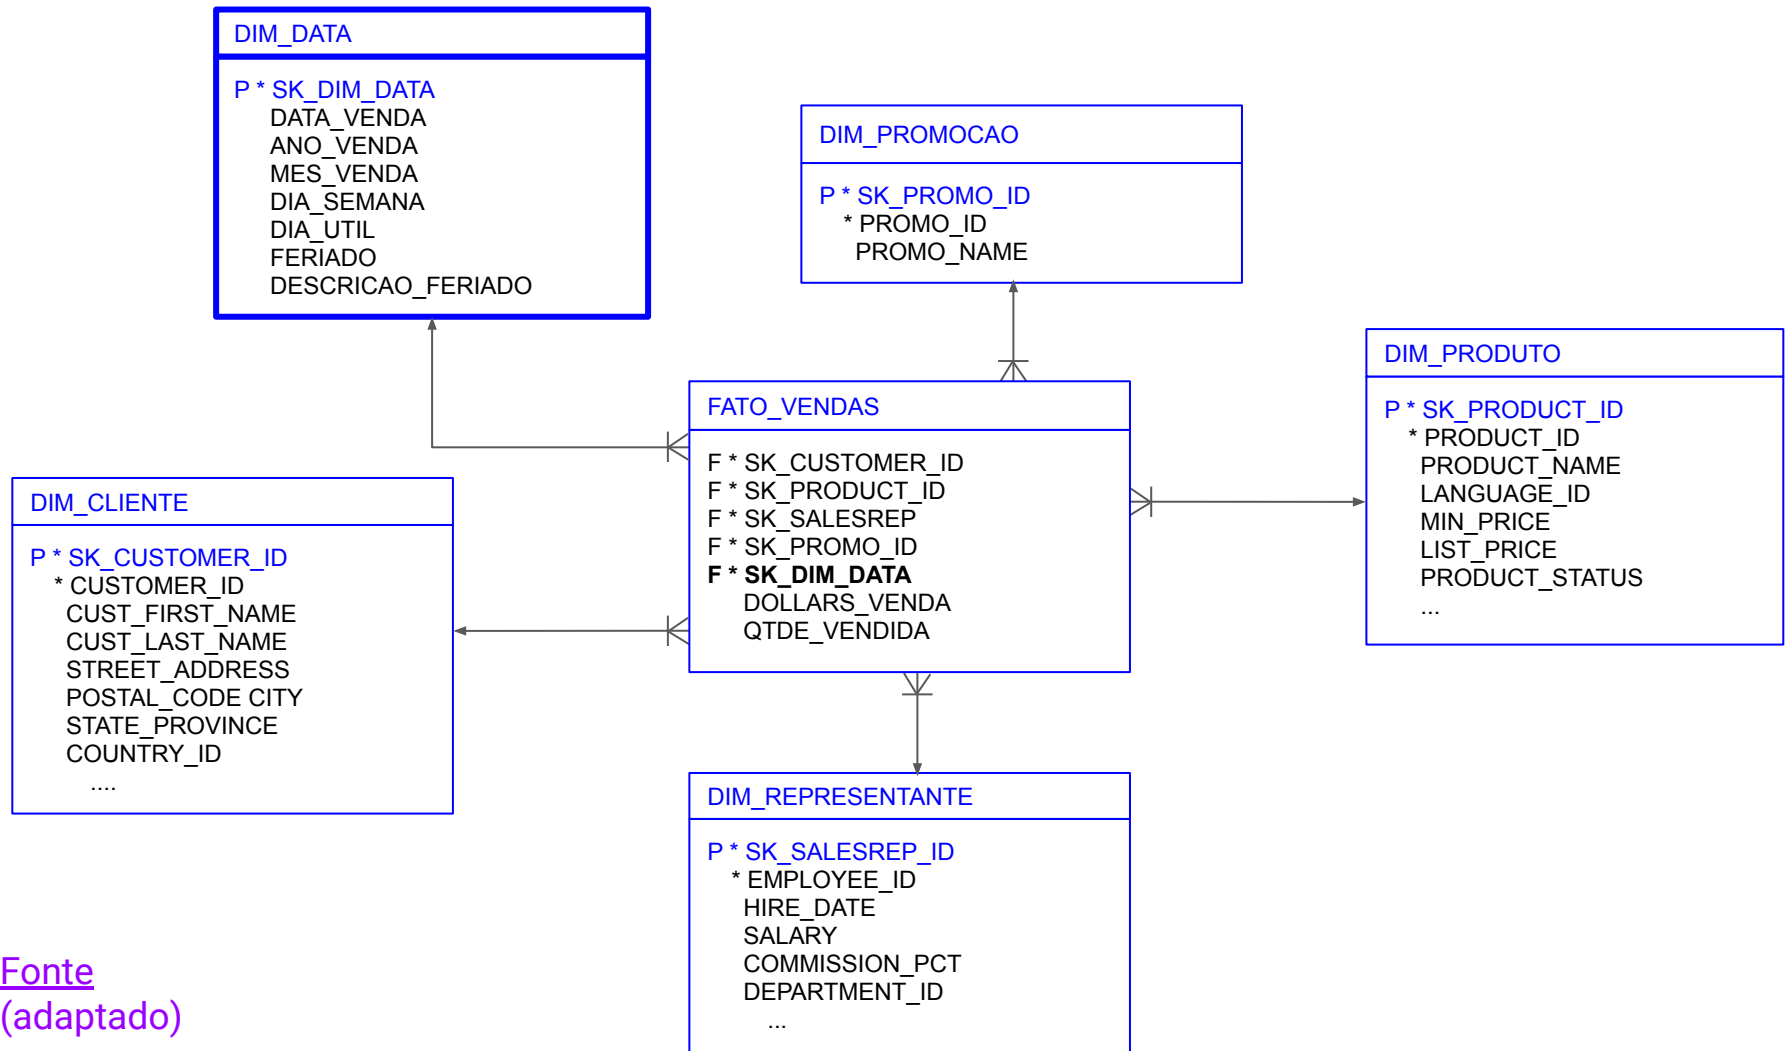 DIM_DATA
P * SK_DIM_DATA
DATA_VENDA
ANO_VENDA
MES_VENDA
DIA_SEMANA
DIA_UTIL
FERIADO
DESCRICAO_FERIADO
DIM_PROMOCAO
P * SK_PROMO_ID
* PROMO_ID
PROMO_NAME
DIM_PRODUTO
P * SK_PRODUCT_ID
* PRODUCT_ID
PRODUCT_NAME
LANGUAGE_ID
MIN_PRICE
LIST_PRICE
PRODUCT_STATUS
...
FATO_VENDAS
F * SK_CUSTOMER_ID
F * SK_PRODUCT_ID
F * SK_SALESREP
F * SK_PROMO_ID
F * SK_DIM_DATA
DOLLARS_VENDA
QTDE_VENDIDA
DIM_CLIENTE
P * SK_CUSTOMER_ID
* CUSTOMER_ID
CUST_FIRST_NAME
CUST_LAST_NAME
STREET_ADDRESS
POSTAL_CODE CITY
STATE_PROVINCE
COUNTRY_ID
....
DIM_REPRESENTANTE
P * SK_SALESREP_ID
* EMPLOYEE_ID
HIRE_DATE
SALARY
COMMISSION_PCT
DEPARTMENT_ID
...
Fonte
(adaptado)